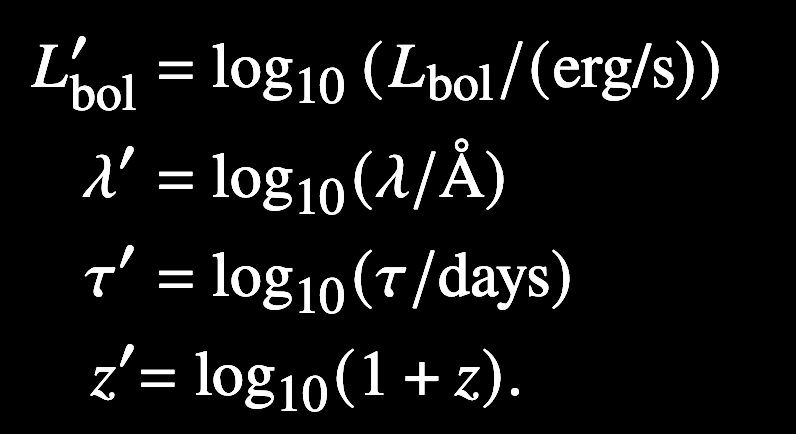 L′bol = log10 (Lbol/(erg/s))
λ′ = log10(λ/Å)
τ′ = log10(τ/days)
z′= log10(1 + z).